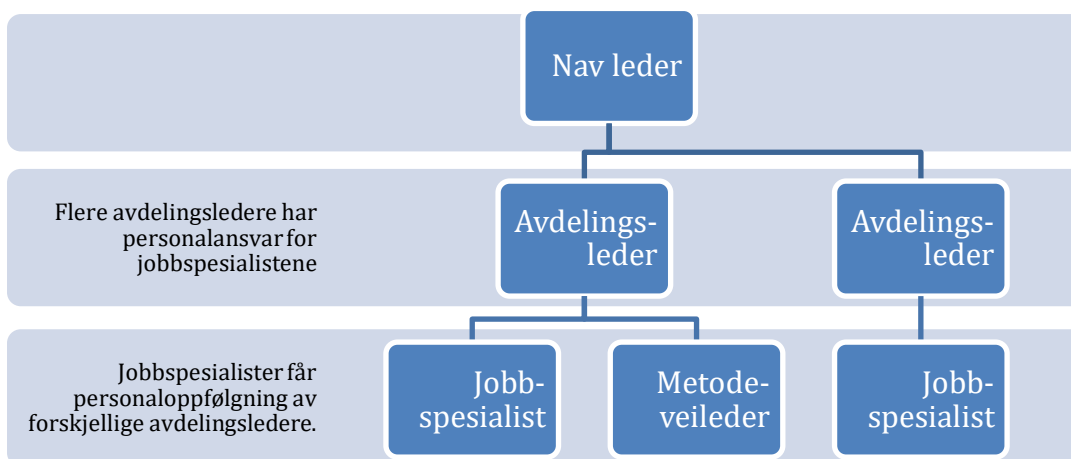 Nav leder
Flere avdelingsledere har
personalansvar for
jobbspesialistene
Avdelings-
leder
Avdelings-
leder
Jobbspesialister får
personaloppfølgning av
forskjellige avdelingsledere.
Jobb-
spesialist
Metode-
veileder
Jobb-
spesialist